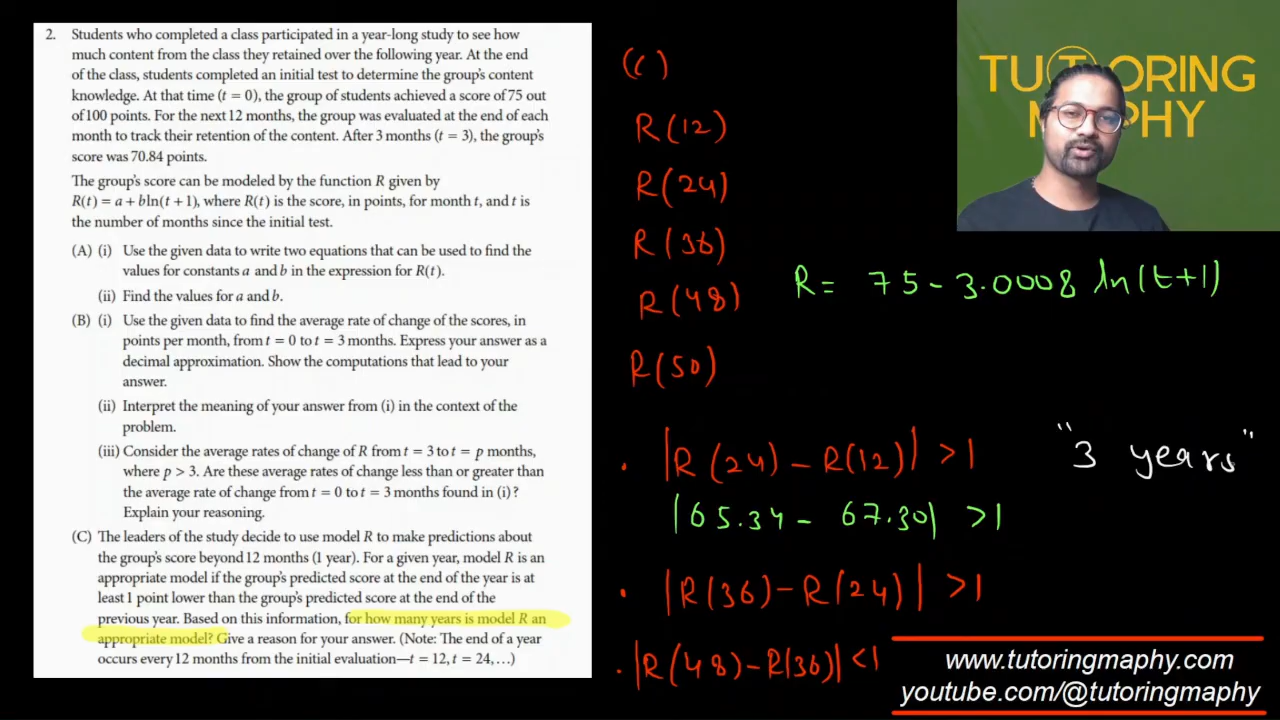 2. Students who completed a class participated in a year-long study to see how
much content from the class they retained over the following year. At the end
of the class, students completed an initial test to determine the group's content
knowledge. At that time (t = 0), the group of students achieved a score of 75 out
of 100 points. For the next 12 months, the group was evaluated at the end of each
month to track their retention of the content. After 3 months (t = 3), the group's
score was 70.84 points.
The group's score can be modeled by the function R given by
R(t) = a + b ln(t + 1), where R(t) is the score, in points, for month t, and t is
the number of months since the initial test.
(A) (i) Use the given data to write two equations that can be used to find the
values for constants a and b in the expression for R(t).
(ii) Find the values for a and b.
(B) (i) Use the given data to find the average rate of change of the scores, in
points per month, from t = 0 to t = 3 months. Express your answer as a
decimal approximation. Show the computations that lead to your
answer.
(ii) Interpret the meaning of your answer from (i) in the context of the
problem.
(iii) Consider the average rates of change of R from t = 3 to t = p months,
where p > 3. Are these average rates of change less than or greater than
the average rate of change from t = 0 to t = 3 months found in (i)?
Explain your reasoning.
(C) The leaders of the study decide to use model R to make predictions about
the group's score beyond 12 months (1 year). For a given year, model R is an
appropriate model if the group's predicted score at the end of the year is at
least 1 point lower than the group's predicted score at the end of the
previous year. Based on this information, for how many years is model R an
appropriate model? Give a reason for your answer. (Note: The end of a year
occurs every 12 months from the initial evaluation—t = 12, t = 24, …)
(C)
R(12)
R(24)
R(36)
R(48)
R(50)
R = 75 - 3.0008 ln(t+1)
. |R(24) - R(12)| > 1
"3 years"
|65.34 - 67.30| > 1
. |R(36) - R(24)| > 1
. |R(48) - R(36)| < 1
TUTORING
MAPHY
www.tutoringmaphy.com
youtube.com/@tutoringmaphy